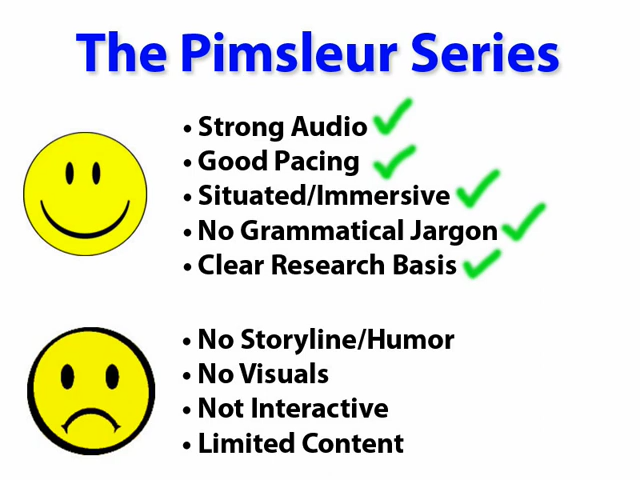 The Pimsleur Series
• Strong Audio
• Good Pacing
• Situated/Immersive
• No Grammatical Jargon
• Clear Research Basis
• No Storyline/Humor
• No Visuals
• Not Interactive
• Limited Content